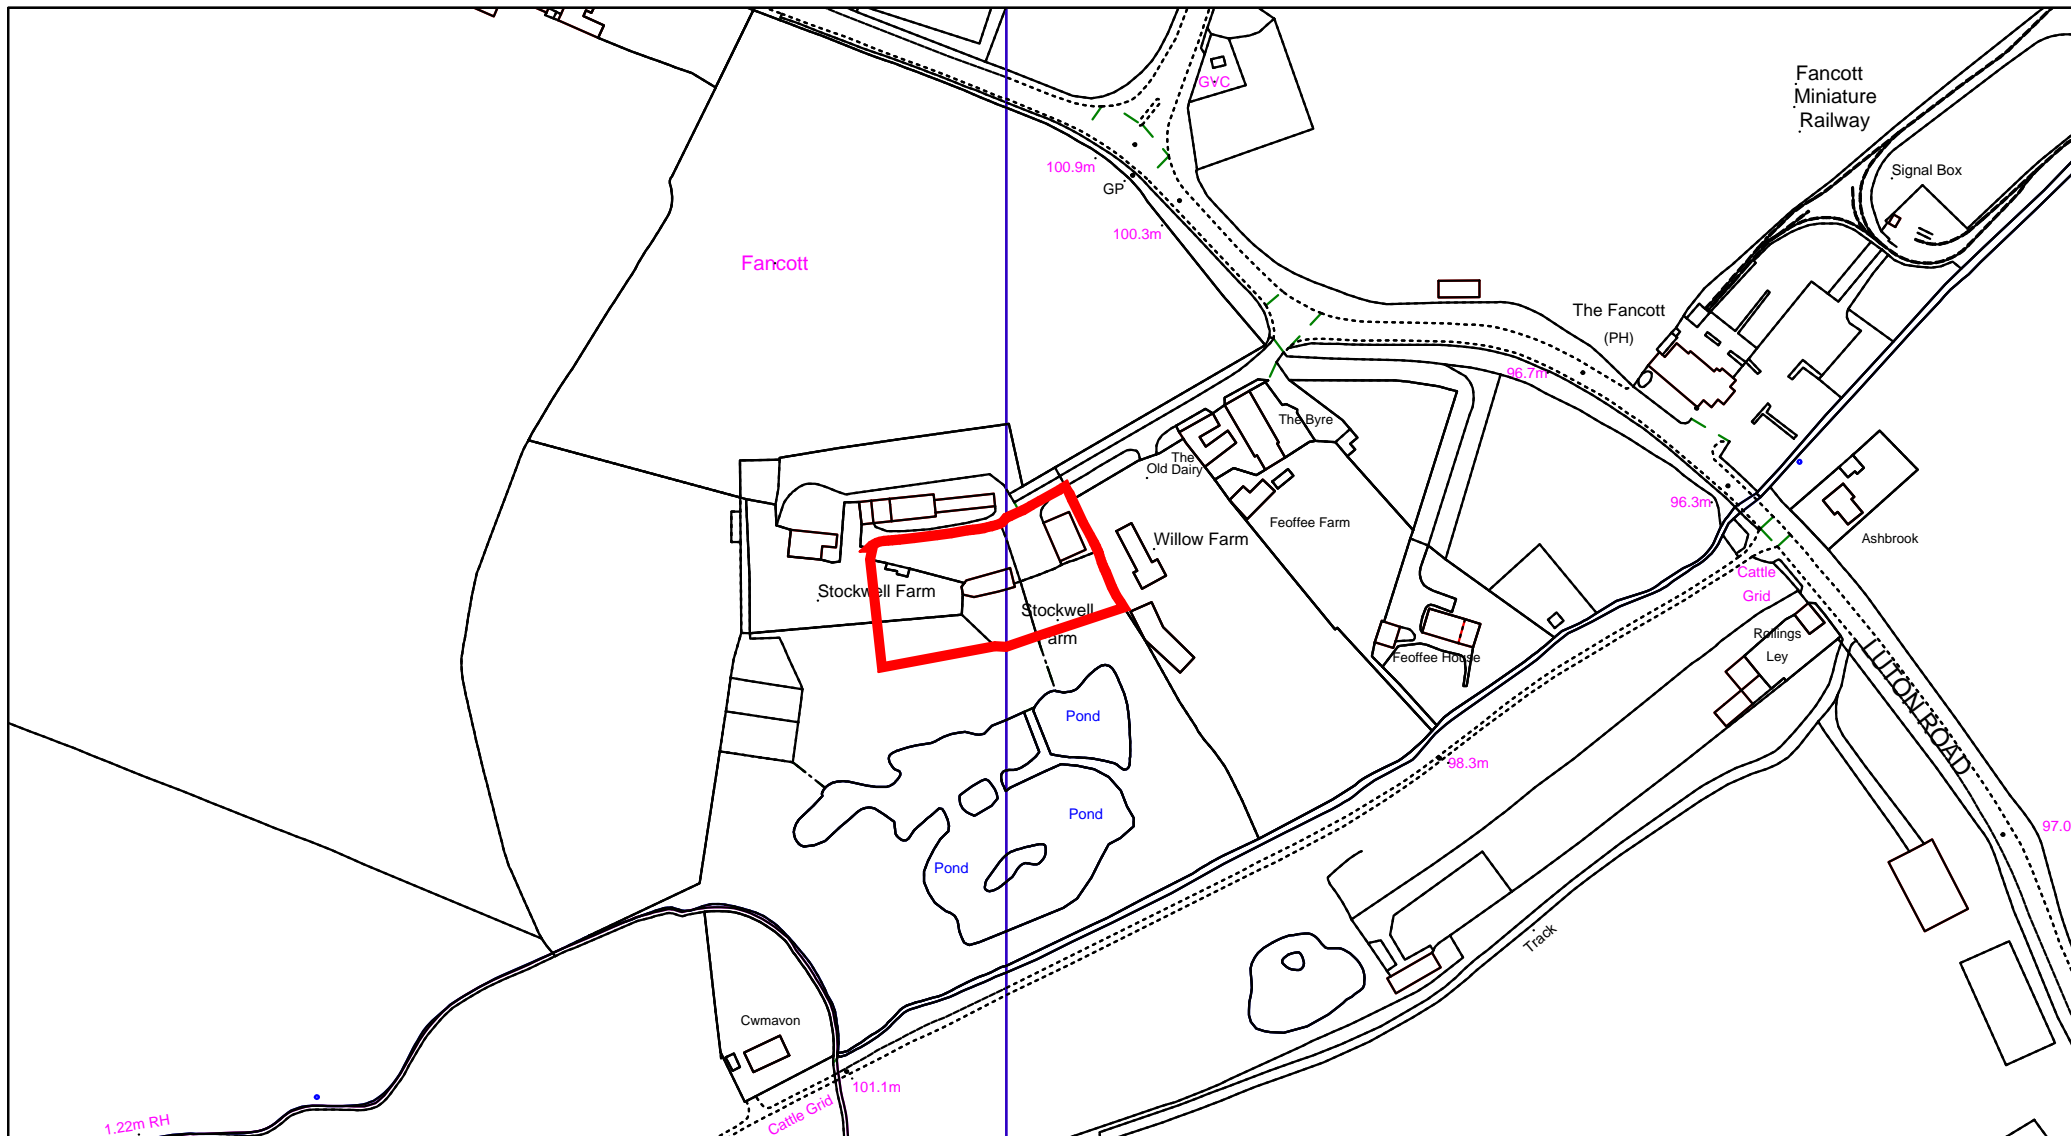 Fancott
Miniature
Railway
GVC
100.9m
GP
Signal Box
100.3m
Fancott
The Fancott
(PH)
96.7m
The Byre
The
Old Dairy
96.3m
Feoffee Farm
Willow Farm
Ashbrook
Cattle
Grid
Stockwell Farm
Stockwell
arm
Rollings
Ley
Feoffee House
LUTON ROAD
Pond
98.3m
Pond
97.0
Pond
Track
Cwmavon
101.1m
Cattle Grid
1.22m RH